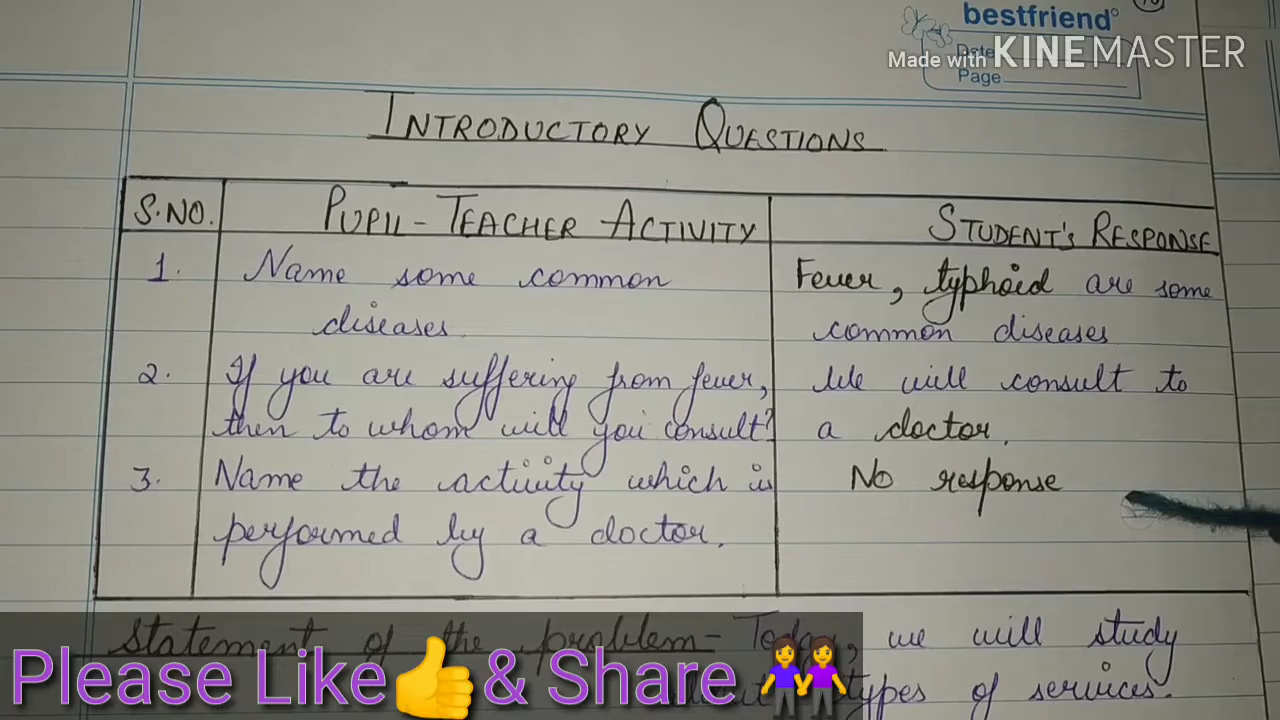 bestfriend
Date
Page
Made with KINEMASTER
INTRODUCTORY QUESTIONS
S.NO. PUPIL-TEACHER ACTIVITY STUDENT'S RESPONSE
1. Name some common Fever, typhoid are some
diseases. common diseases
2. If you are suffering from fever, We will consult to
then to whom will you consult? a doctor.
3. Name the activity which is No response
performed by a doctor.
Statement of the problem- Today, we will study
types of services.
Please Like👍& Share 👭